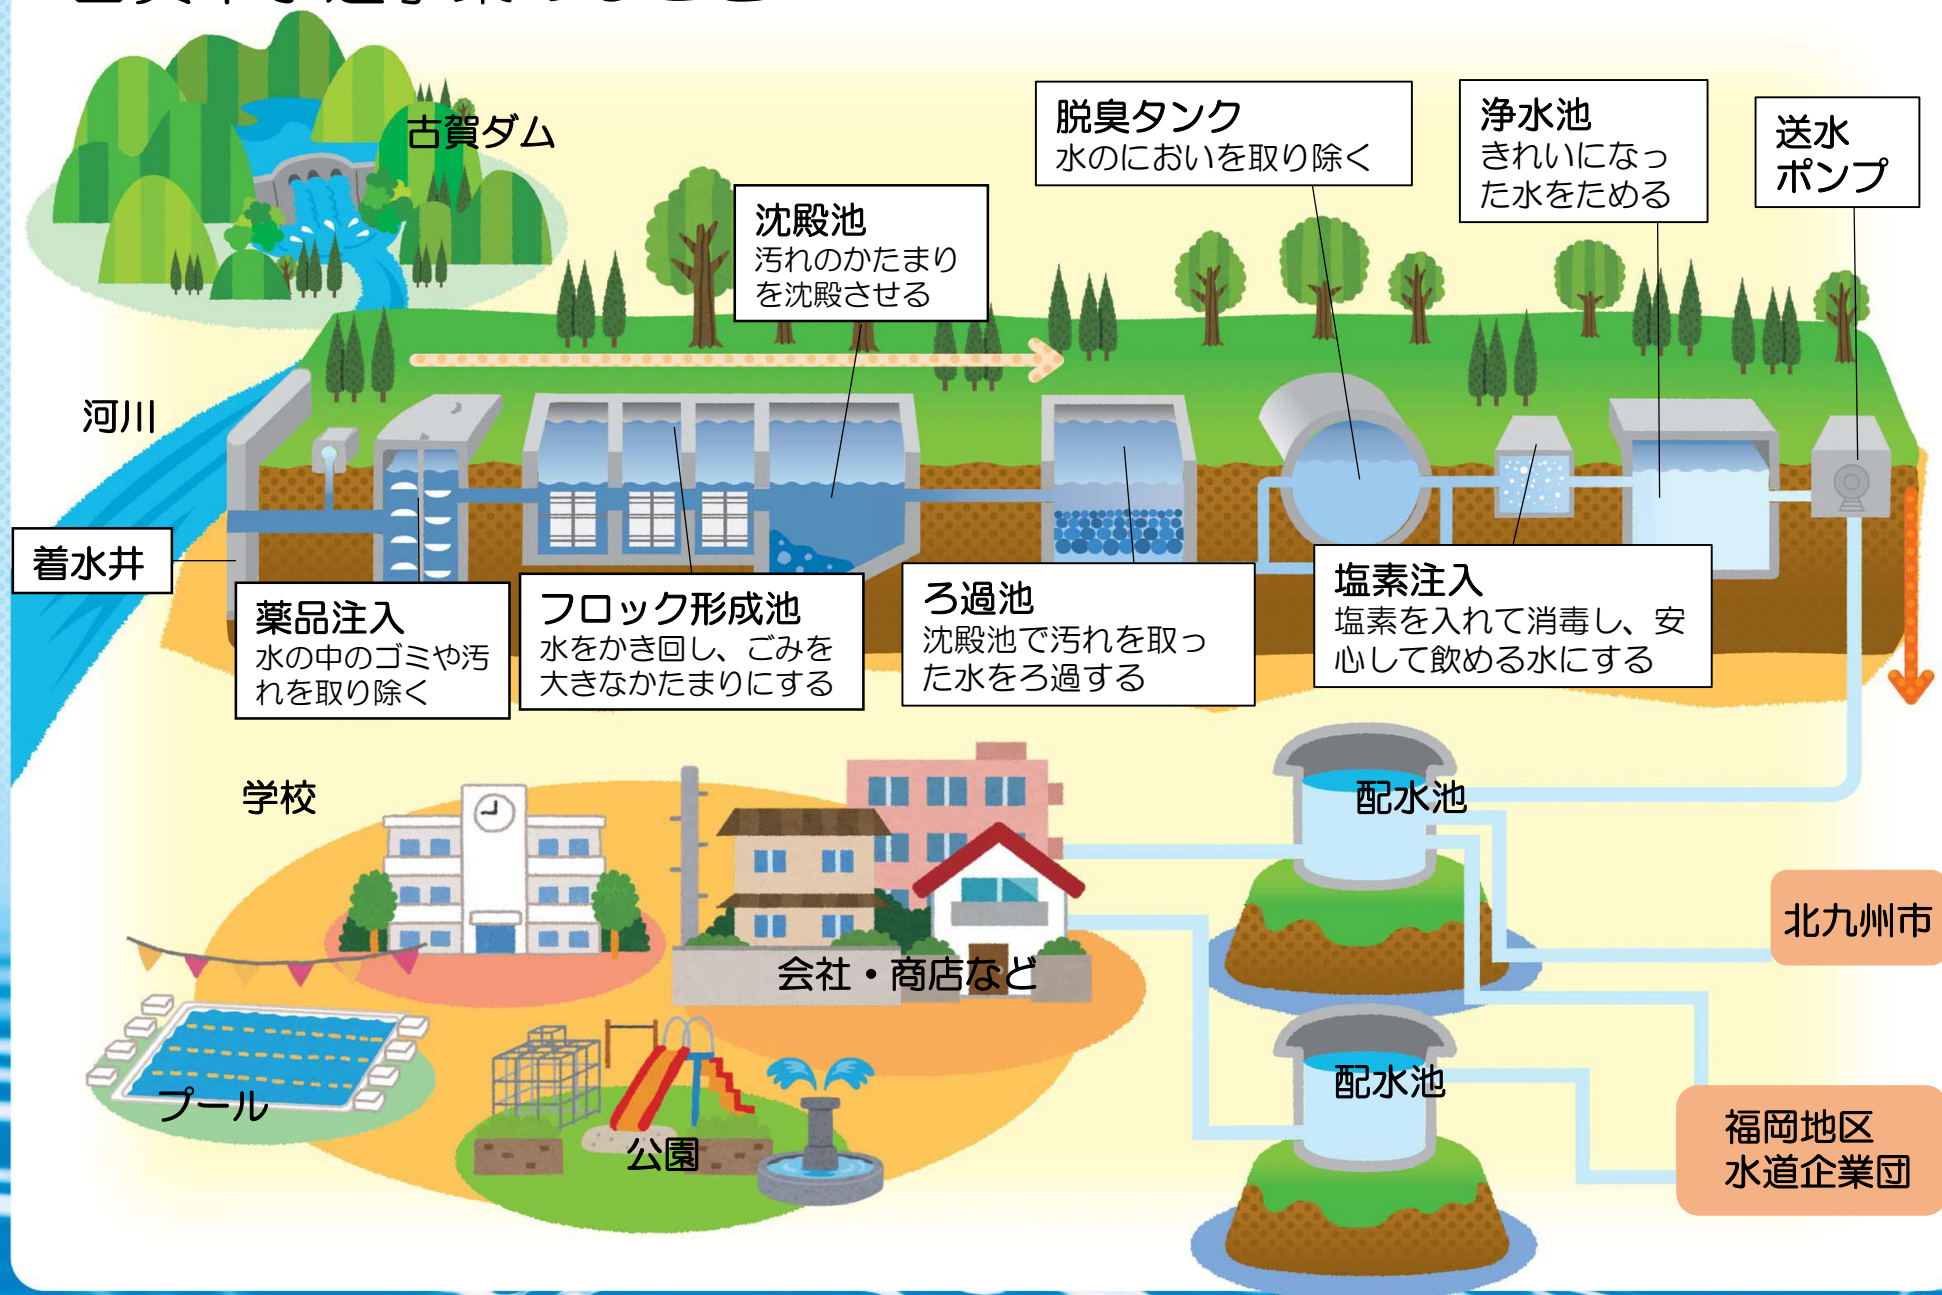 古賀ダム
脱臭タンク
水のにおいを取り除く
浄水池
きれいになっ
た水をためる
送水
ポンプ
沈殿池
汚れのかたまり
を沈殿させる
河川
着水井
薬品注入
水の中のゴミや汚
れを取り除く
フロック形成池
水をかき回し、ごみを
大きなかたまりにする
ろ過池
沈殿池で汚れを取っ
た水をろ過する
塩素注入
塩素を入れて消毒し、安
心して飲める水にする
学校
配水池
北九州市
会社・商店など
プール
公園
配水池
福岡地区
水道企業団